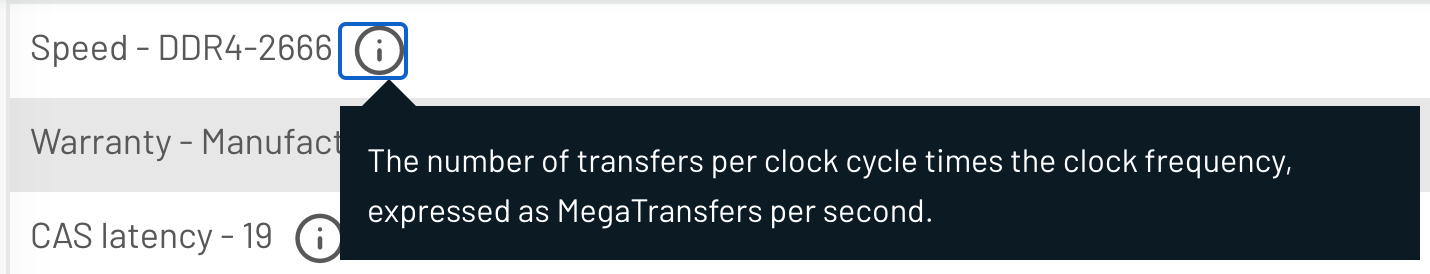 Speed - DDR4-2666
Warranty - Manufact
The number of transfers per clock cycle times the clock frequency,
expressed as MegaTransfers per second.
CAS latency - 19